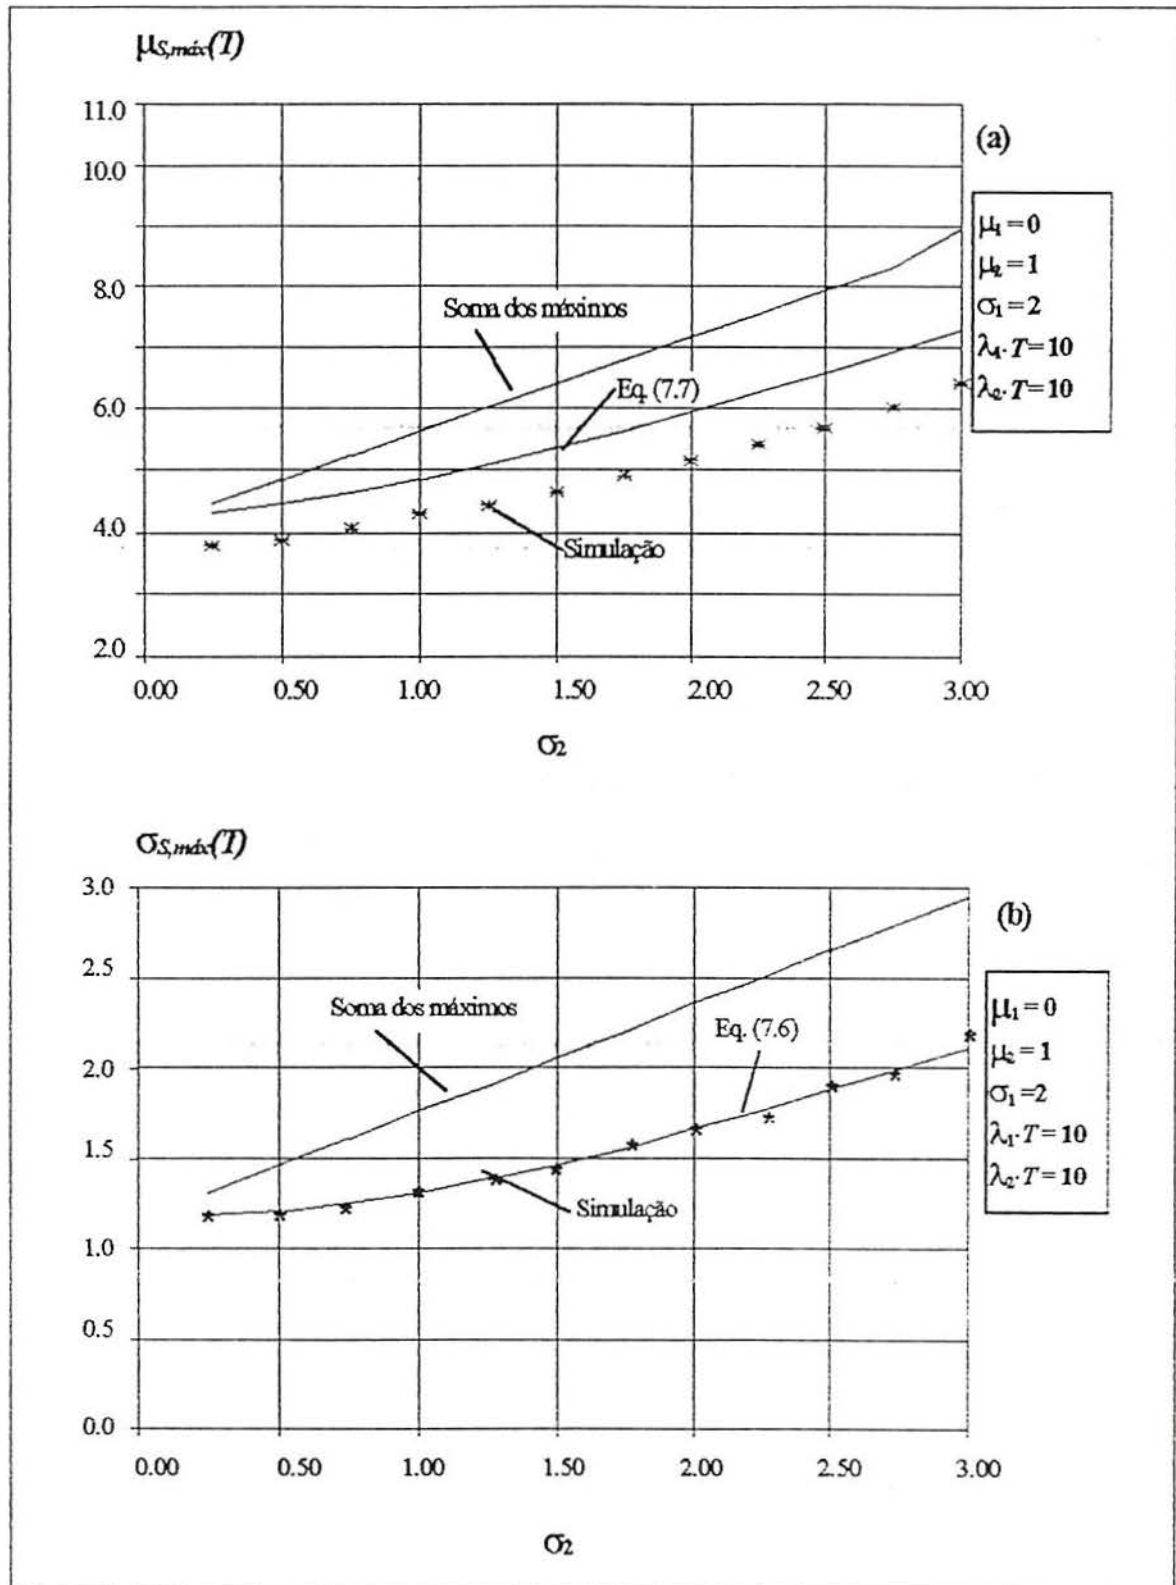 μS,máx(T)
11.0
10.0
8.0
6.0
4.0
2.0
(a)
Soma dos máximos
Eq. (7.7)
Simulação
μ₁ = 0
μ₂ = 1
σ₁ = 2
λ₁· T = 10
λ₂· T = 10
0.00 0.50 1.00 1.50 2.00 2.50 3.00
σ₂
σS,máx(T)
3.0
2.5
2.0
1.5
1.0
0.5
0.0
(b)
Soma dos máximos
Eq. (7.6)
Simulação
μ₁ = 0
μ₂ = 1
σ₁ =2
λ₁· T = 10
λ₂· T = 10
0.00 0.50 1.00 1.50 2.00 2.50 3.00
σ₂